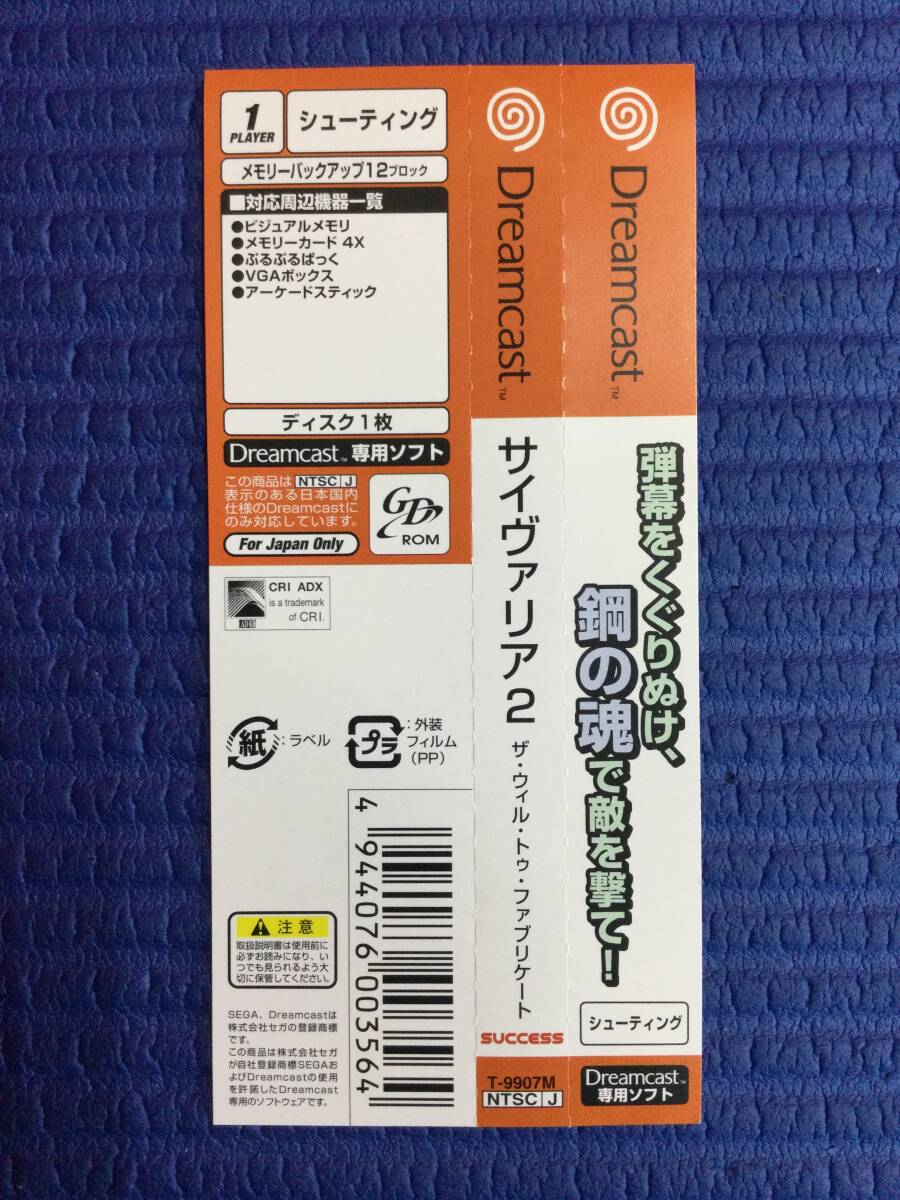 1
PLAYER
シューティング
メモリーバックアップ12ブロック
■対応周辺機器一覧
●ビジュアルメモリ
●メモリーカード 4X
●ぷるぷるぱっく
●VGAボックス
●アーケードスティック
ディスク1枚
Dreamcast™ 専用ソフト
この商品は NTSC J
表示のある日本国内
仕様のDreamcastに
のみ対応しています。
For Japan Only
GD
ROM
CRI ADX
is a trademark
of CRI.
ADX
紙:ラベル
プラ
:外装
フィルム
(PP)
4 944076 003564
注意
取扱説明書は使用前に
必ずお読みになり、い
つでも見られるよう大
切に保管してください。
SEGA、Dreamcastは
株式会社セガの登録商標
です。
この商品は株式会社セガ
が自社登録商標SEGAお
よびDreamcastの使用
を許諾したDreamcast
専用のソフトウェアです。
Dreamcast™
サイヴァリア2
ザ・ウィル・トゥ・ファブリケート
SUCCESS
T-9907M
NTSC J
Dreamcast™
弾幕をくぐりぬけ、
鋼の魂で敵を撃て!
シューティング
Dreamcast™
専用ソフト